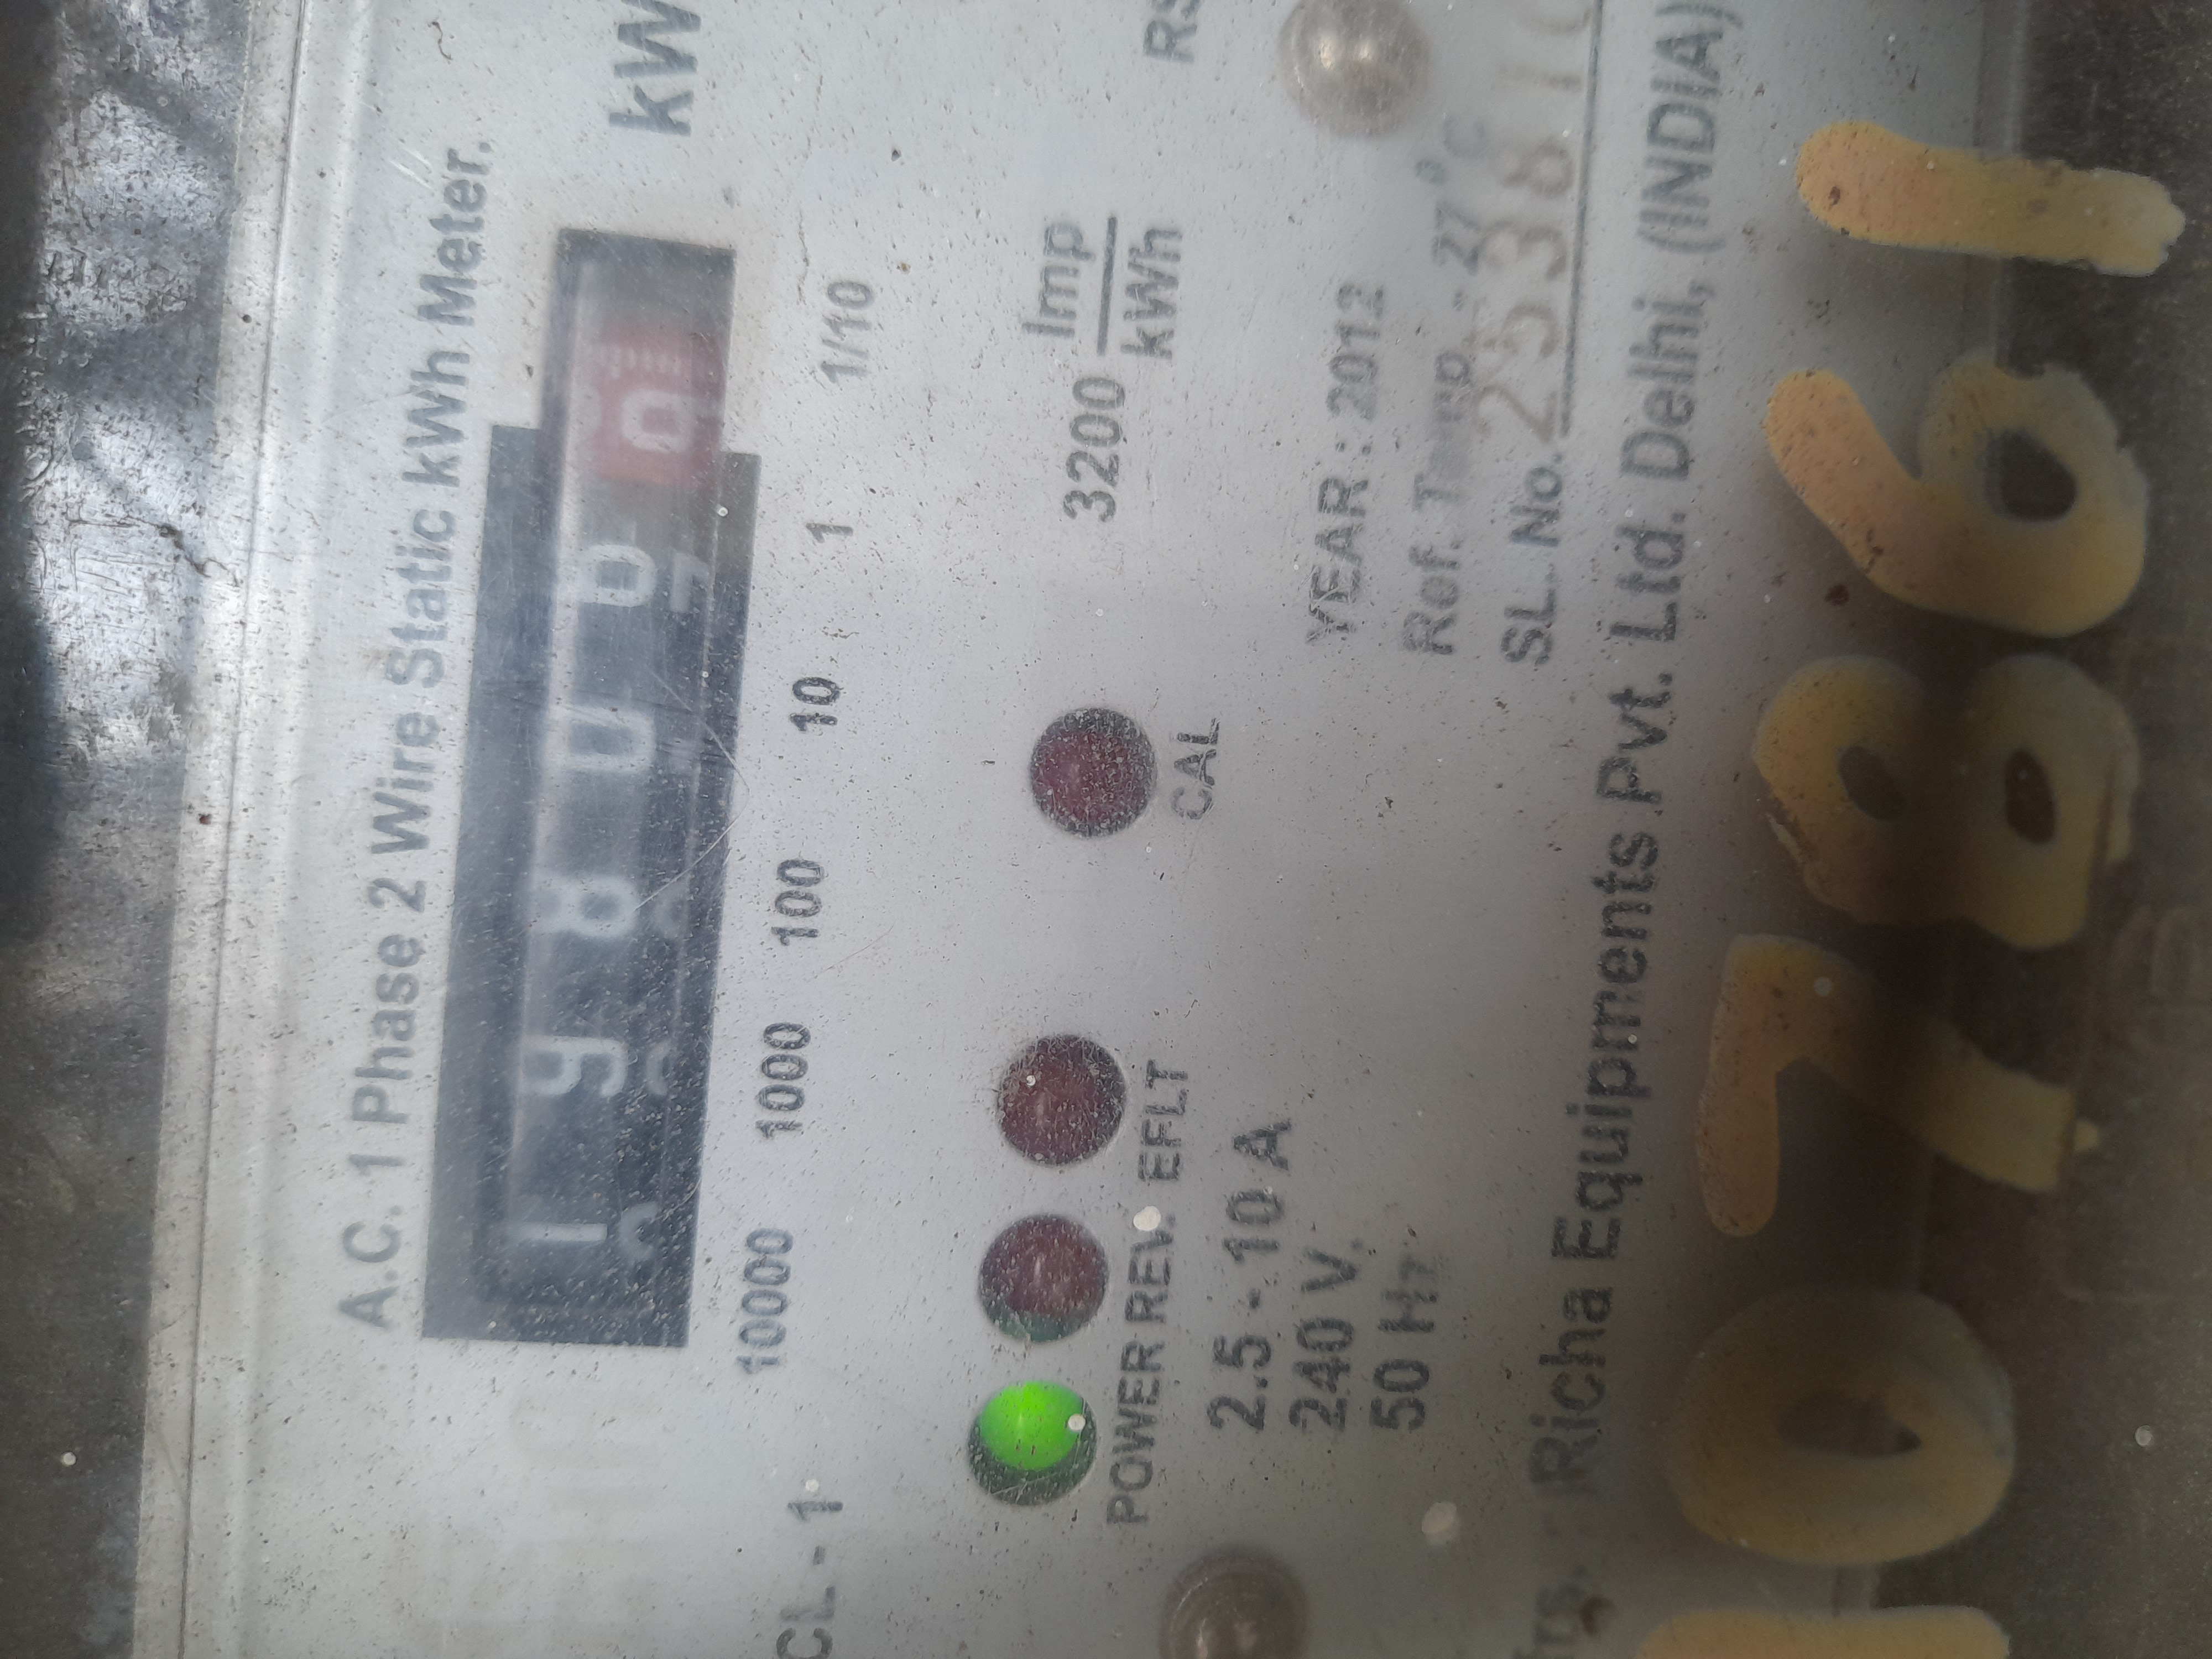 A.C. 1 Phase 2 Wire Static kWh Meter.
kW
10000 1000 100 10 1 1/10
CL - 1
3200 Imp
kWh
RS
POWER REV. EFLT CAL
2.5 - 10 A
240 V.
50 Hz
YEAR : 2012
Ref. Temp. - 27°C
SL. No.
Richa Equipments Pvt. Ltd. Delhi, (INDIA)
07861